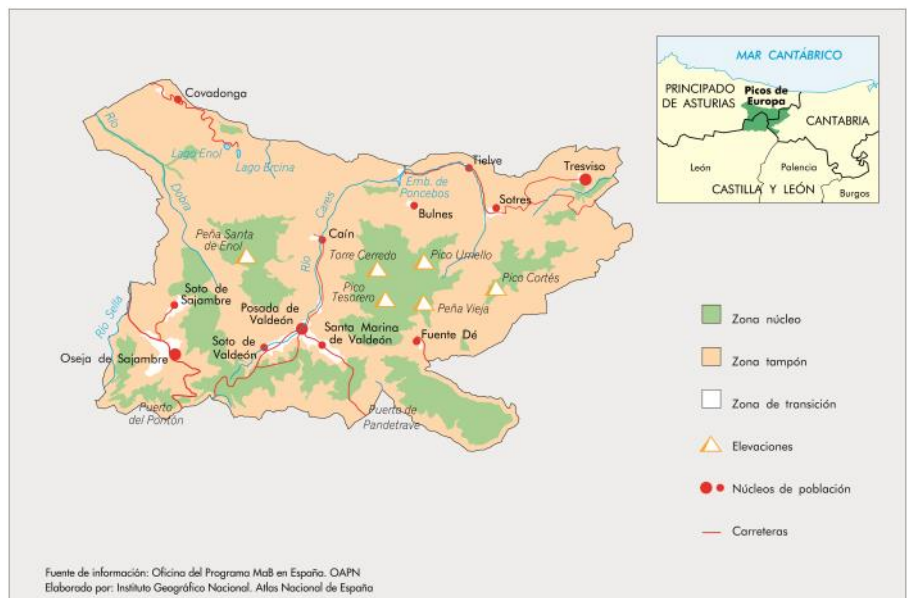 Covadonga
Río
Dobra
Lago Enol
Lago Ercina
Río
Cares
Emb. de
Poncebos
Tielve
Tresviso
Sotres
Bulnes
Peña Santa
de Enol
Caín
Torre Cerredo
Pico Urriello
Pico
Tesorero
Peña Vieja
Pico Cortés
Soto de
Sajambre
Río Sella
Posada de
Valdeón
Santa Marina
de Valdeón
Fuente Dé
Soto de
Valdeón
Oseja de Sajambre
Puerto
del Pontón
Puerto de
Pandetrave
MAR CANTÁBRICO
PRINCIPADO
DE ASTURIAS
Picos de
Europa
CANTABRIA
León
Palencia
CASTILLA Y LEÓN
Burgos
Zona núcleo
Zona tampón
Zona de transición
Elevaciones
Núcleos de población
Carreteras
Fuente de información: Oficina del Programa MaB en España. OAPN
Elaborado por: Instituto Geográfico Nacional. Atlas Nacional de España